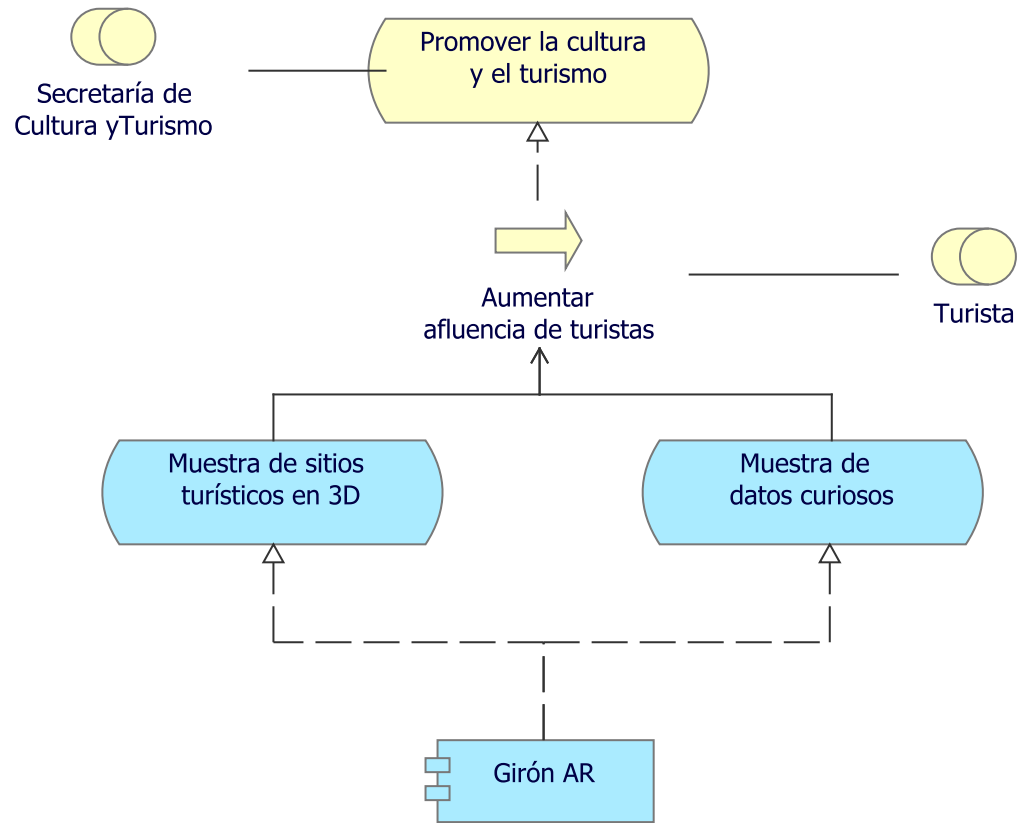 Promover la cultura
y el turismo
Secretaría de
Cultura yTurismo
Aumentar
afluencia de turistas
Turista
Muestra de sitios
turísticos en 3D
Muestra de
datos curiosos
Girón AR